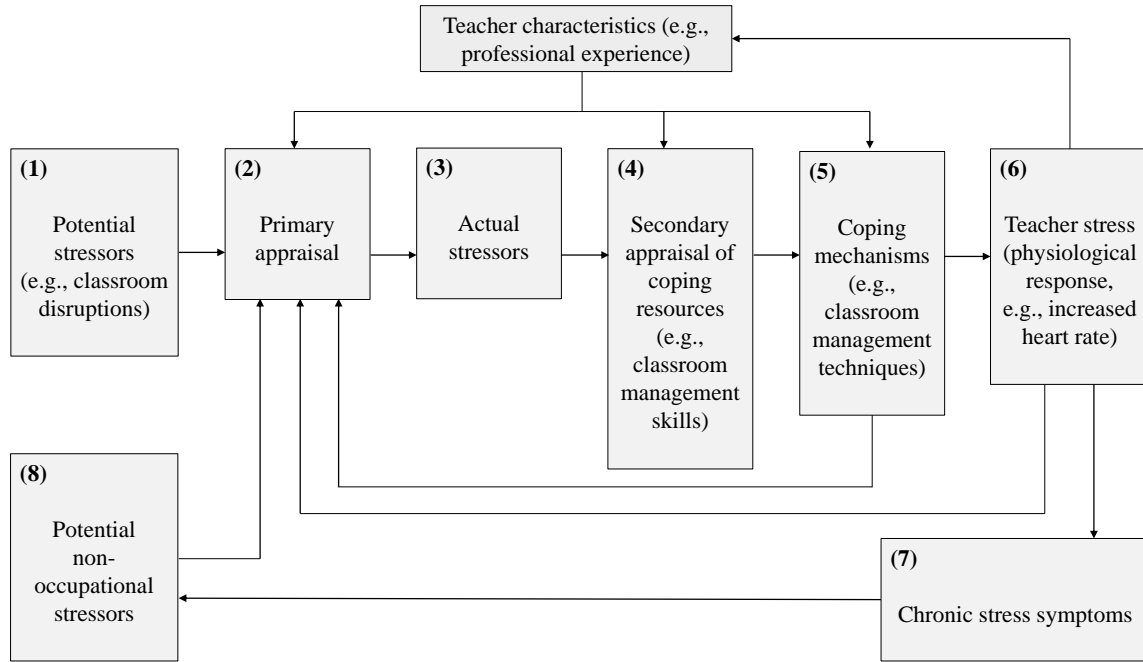 Teacher characteristics (e.g.,
professional experience)
(1)
Potential
stressors
(e.g., classroom
disruptions)
(2)
Primary
appraisal
(3)
Actual
stressors
(4)
Secondary
appraisal of
coping
resources
(e.g.,
classroom
management
skills)
(5)
Coping
mechanisms
(e.g.,
classroom
management
techniques)
(6)
Teacher stress
(physiological
response,
e.g., increased
heart rate)
(8)
Potential
non-
occupational
stressors
(7)
Chronic stress symptoms